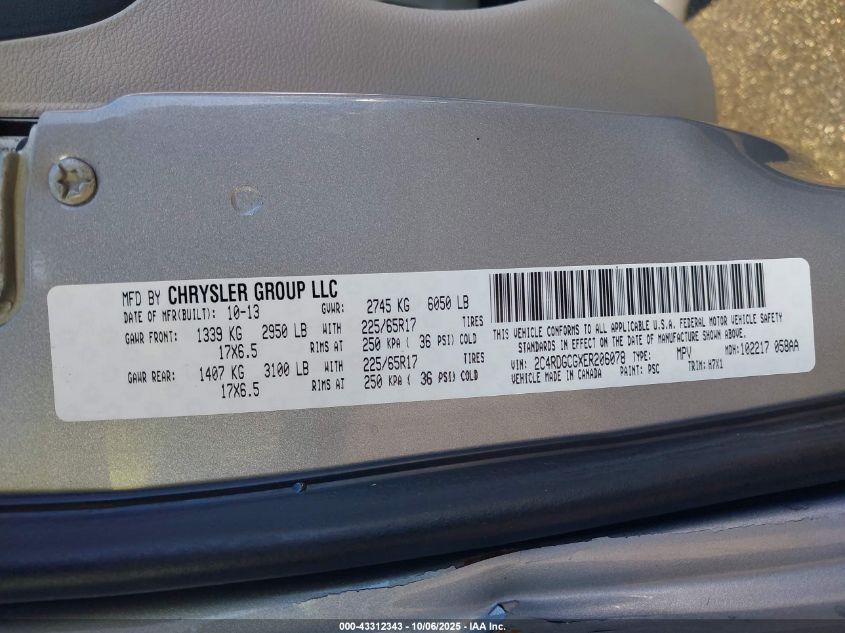 MFD BY CHRYSLER GROUP LLC
DATE OF MFR(BUILT): 10-13 GVWR: 2745 KG 6050 LB
GAWR FRONT: 1339 KG 2950 LB WITH 225/65R17 TIRES
17X6.5 RIMS AT 250 KPA ( 36 PSI) COLD
GAWR REAR: 1407 KG 3100 LB WITH 225/65R17 TIRES
17X6.5 RIMS AT 250 KPA ( 36 PSI) COLD
THIS VEHICLE CONFORMS TO ALL APPLICABLE U.S.A. FEDERAL MOTOR VEHICLE SAFETY
STANDARDS IN EFFECT ON THE DATE OF MANUFACTURE SHOWN ABOVE.
VIN: 2C4RDGCGXER206078 TYPE: MPV MDH: 102217 058AA
VEHICLE MADE IN CANADA PAINT: PSC TRIM: H7X1
000-43312343 | 10/06/2025 - IAA Inc.